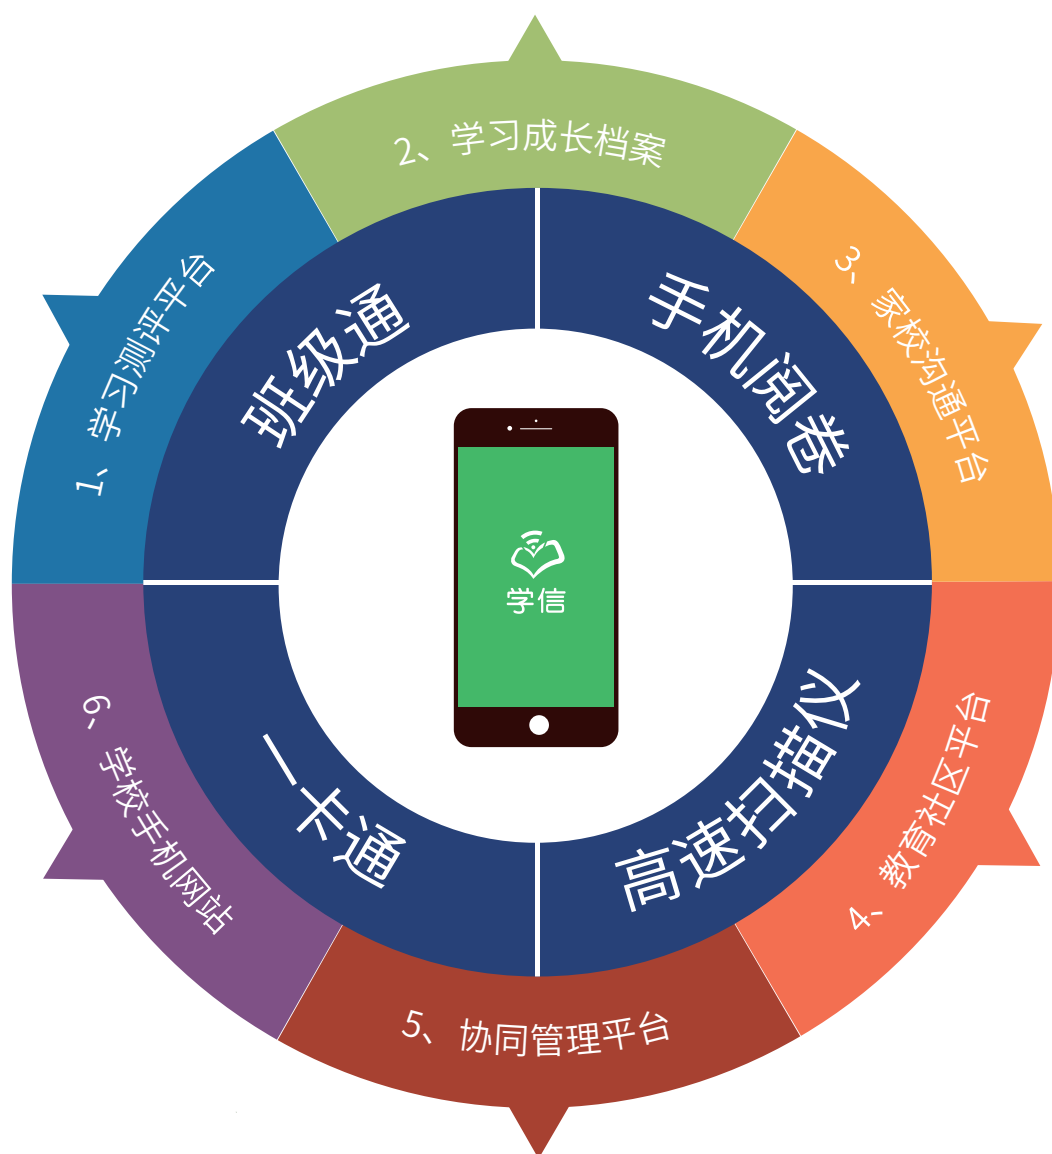 1、学习测评平台
2、学习成长档案
3、家校沟通平台
4、教育社区平台
5、协同管理平台
6、学校手机网站
班级通
手机阅卷
高速扫描仪
一卡通
学信